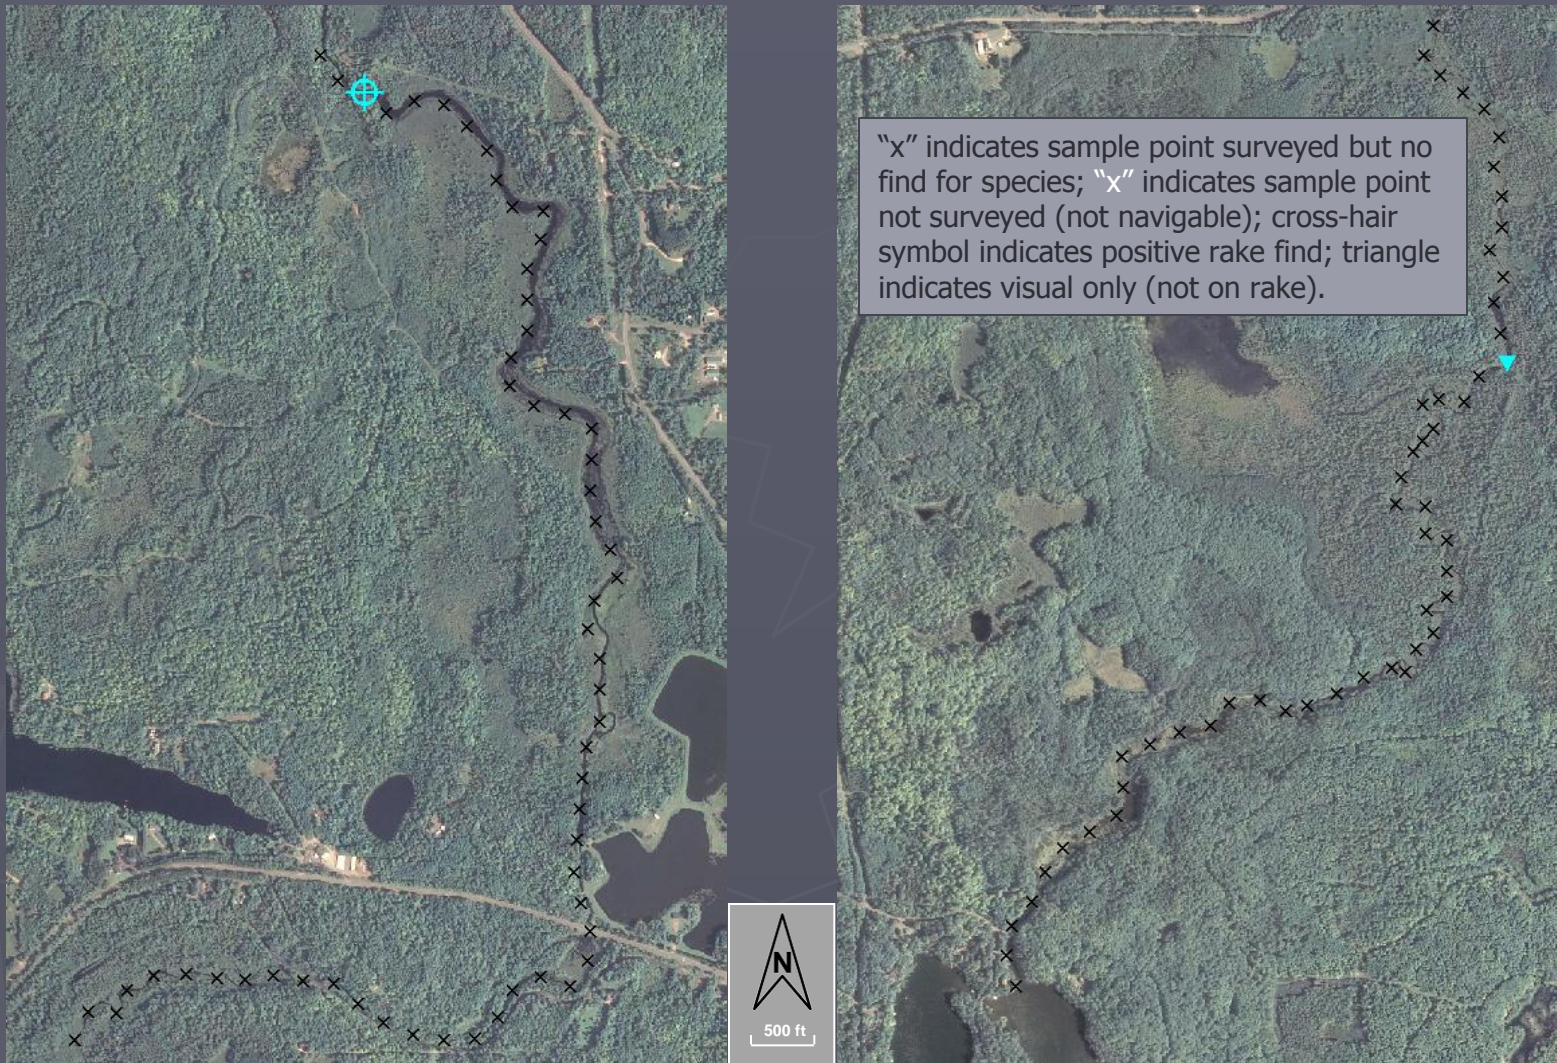 “x” indicates sample point surveyed but no
find for species; “x” indicates sample point
not surveyed (not navigable); cross-hair
symbol indicates positive rake find; triangle
indicates visual only (not on rake).
N
500 ft